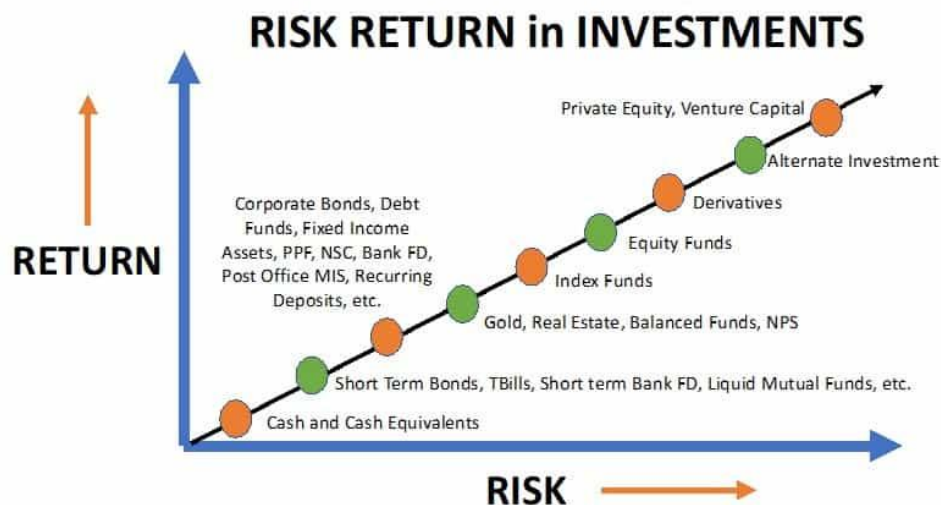 RISK RETURN in INVESTMENTS
Private Equity, Venture Capital
Alternate Investment
Derivatives
Corporate Bonds, Debt
Funds, Fixed Income
Assets, PPF, NSC, Bank FD,
Post Office MIS, Recurring
Deposits, etc.
Equity Funds
RETURN
Index Funds
Gold, Real Estate, Balanced Funds, NPS
Short Term Bonds, TBills, Short term Bank FD, Liquid Mutual Funds, etc.
Cash and Cash Equivalents
RISK